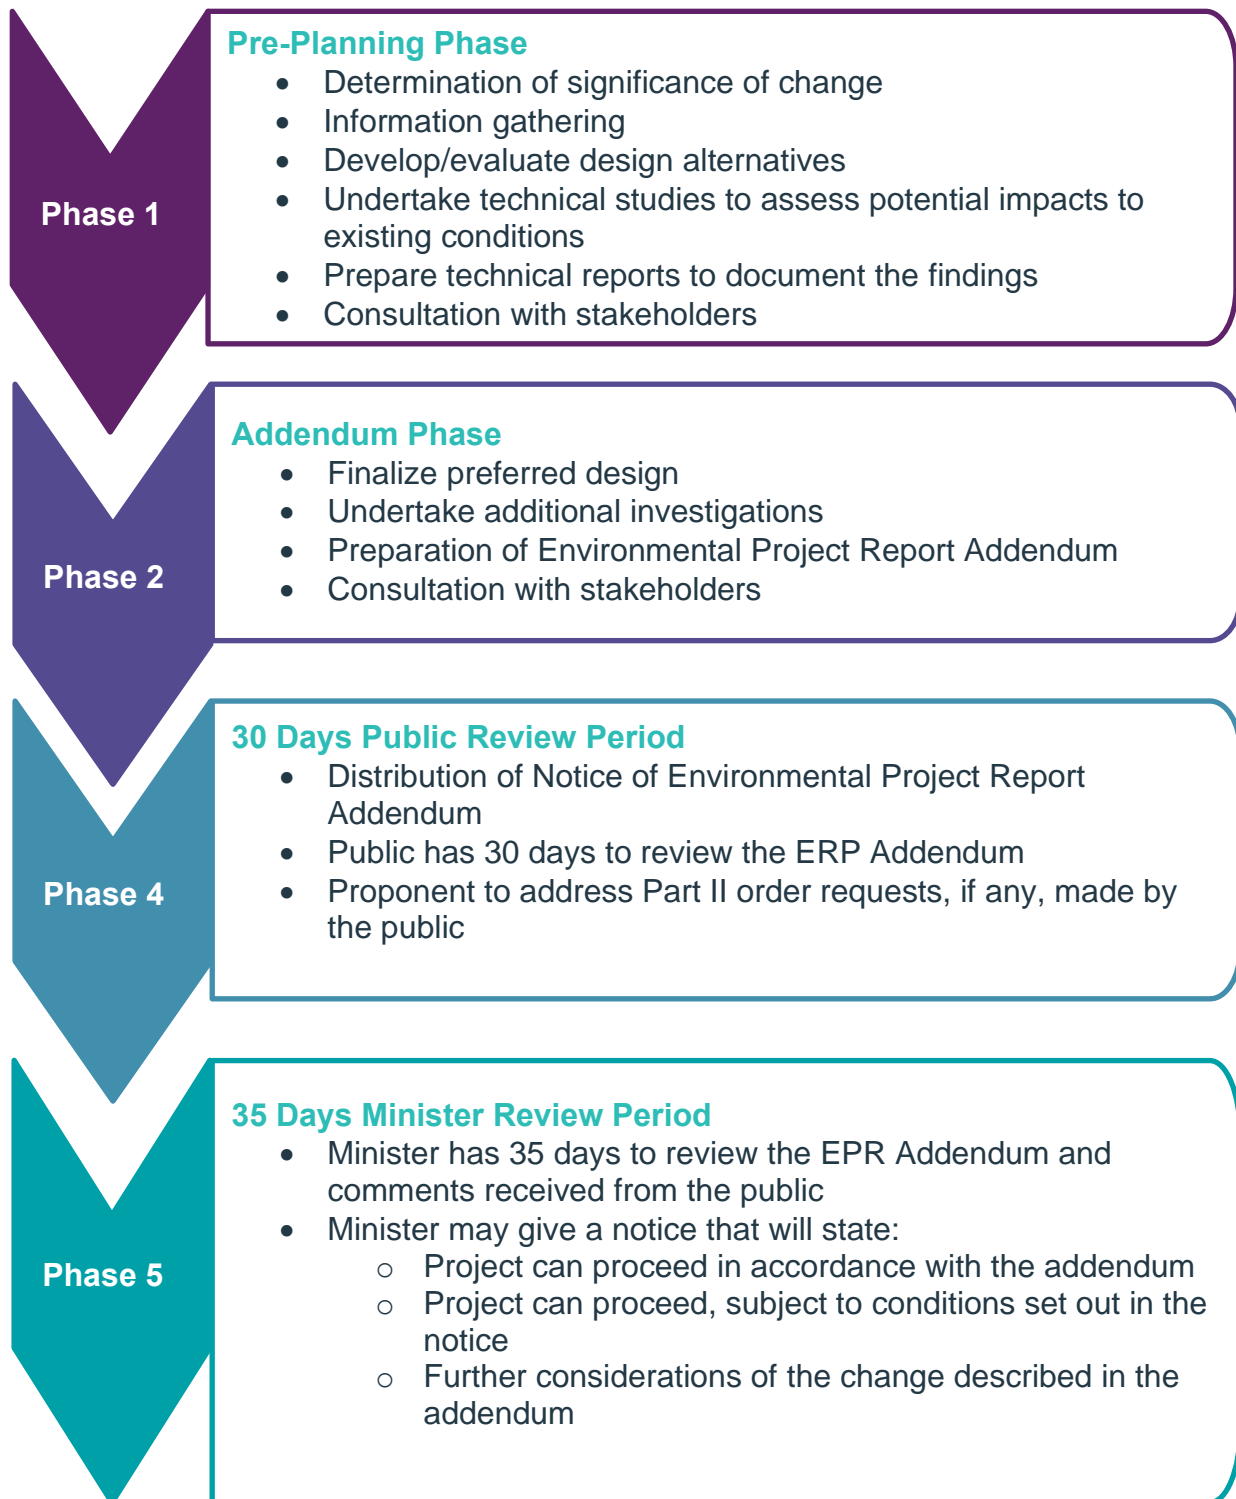 Phase 1
Pre-Planning Phase
• Determination of significance of change
• Information gathering
• Develop/evaluate design alternatives
• Undertake technical studies to assess potential impacts to
existing conditions
• Prepare technical reports to document the findings
• Consultation with stakeholders
Phase 2
Addendum Phase
• Finalize preferred design
• Undertake additional investigations
• Preparation of Environmental Project Report Addendum
• Consultation with stakeholders
Phase 4
30 Days Public Review Period
• Distribution of Notice of Environmental Project Report
Addendum
• Public has 30 days to review the ERP Addendum
• Proponent to address Part II order requests, if any, made by
the public
Phase 5
35 Days Minister Review Period
• Minister has 35 days to review the EPR Addendum and
comments received from the public
• Minister may give a notice that will state:
o Project can proceed in accordance with the addendum
o Project can proceed, subject to conditions set out in the
notice
o Further considerations of the change described in the
addendum